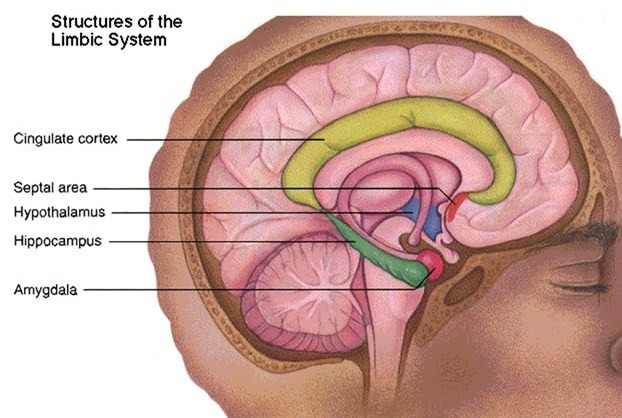 Structures of the
Limbic System
Cingulate cortex
Septal area
Hypothalamus
Hippocampus
Amygdala